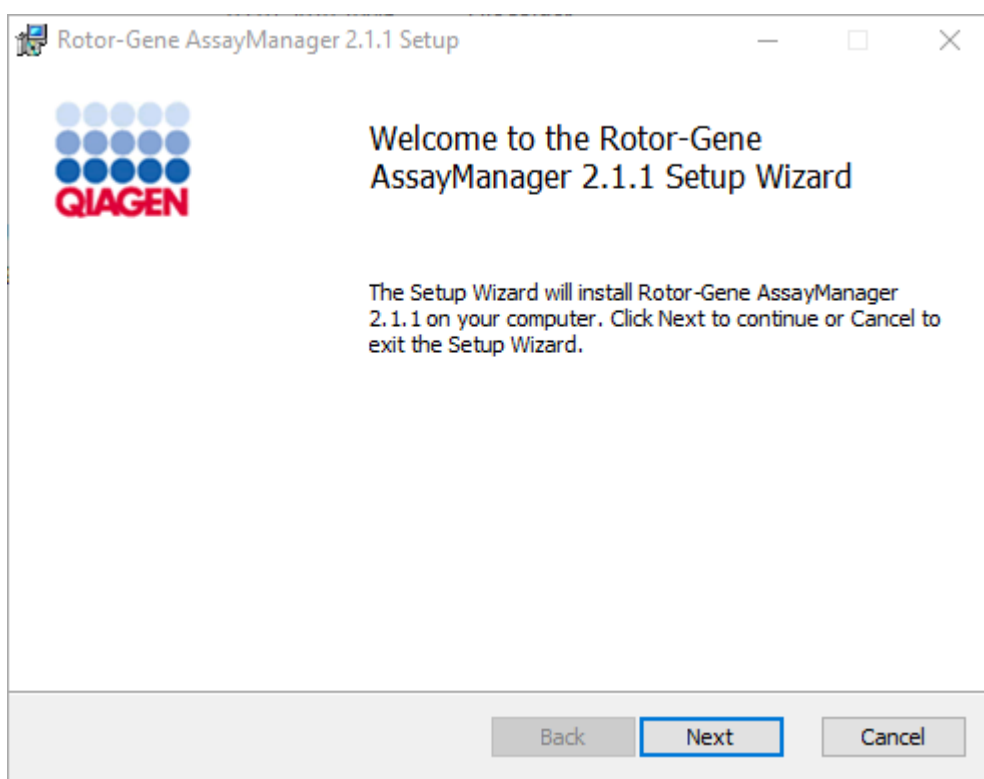 Rotor-Gene AssayManager 2.1.1 Setup
QIAGEN
Welcome to the Rotor-Gene
AssayManager 2.1.1 Setup Wizard
The Setup Wizard will install Rotor-Gene AssayManager
2.1.1 on your computer. Click Next to continue or Cancel to
exit the Setup Wizard.
Back
Next
Cancel